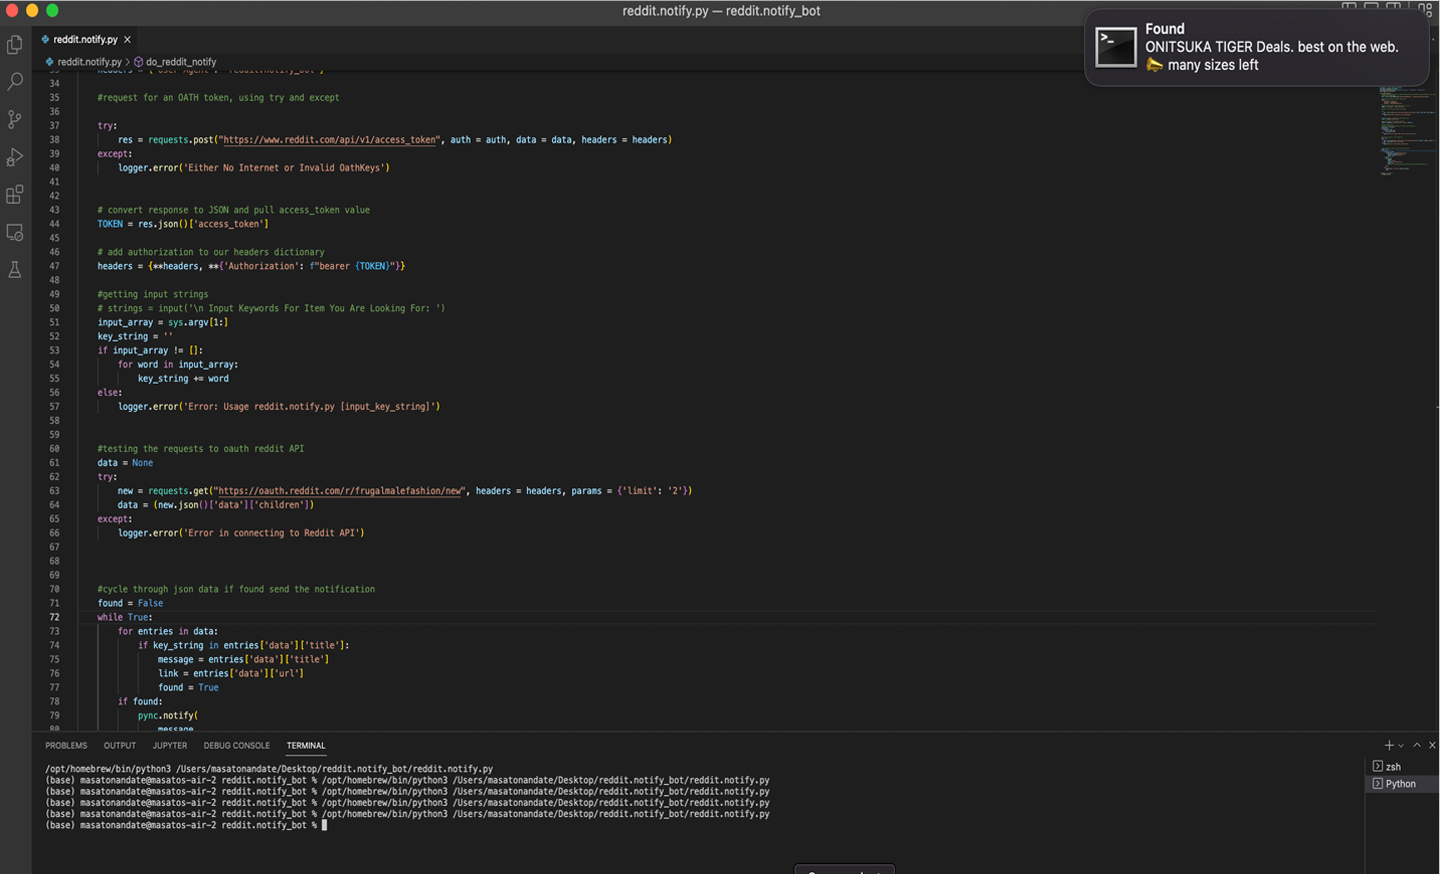 reddit.notify.py — reddit.notify_bot
Found
ONITSUKA TIGER Deals. best on the web.
📣 many sizes left
reddit.notify.py ×
reddit.notify.py > do_reddit_notify
33 headers = {'User-Agent': 'reddit.notify_bot'}
34
35 #request for an OATH token, using try and except
36
37 try:
38 res = requests.post("https://www.reddit.com/api/v1/access_token", auth = auth, data = data, headers = headers)
39 except:
40 logger.error('Either No Internet or Invalid OathKeys')
41
42
43 # convert response to JSON and pull access_token value
44 TOKEN = res.json()['access_token']
45
46 # add authorization to our headers dictionary
47 headers = {**headers, **{'Authorization': f"bearer {TOKEN}"}}
48
49 #getting input strings
50 # strings = input('\n Input Keywords For Item You Are Looking For: ')
51 input_array = sys.argv[1:]
52 key_string = ''
53 if input_array != []:
54 for word in input_array:
55 key_string += word
56 else:
57 logger.error('Error: Usage reddit.notify.py [input_key_string]')
58
59
60 #testing the requests to oauth reddit API
61 data = None
62 try:
63 new = requests.get("https://oauth.reddit.com/r/frugalmalefashion/new", headers = headers, params = {'limit': '2'})
64 data = (new.json()['data']['children'])
65 except:
66 logger.error('Error in connecting to Reddit API')
67
68
69
70 #cycle through json data if found send the notification
71 found = False
72 while True:
73 for entries in data:
74 if key_string in entries['data']['title']:
75 message = entries['data']['title']
76 link = entries['data']['url']
77 found = True
78 if found:
79 pync.notify(
80 message
PROBLEMS OUTPUT JUPYTER DEBUG CONSOLE TERMINAL
/opt/homebrew/bin/python3 /Users/masatonandate/Desktop/reddit.notify_bot/reddit.notify.py
(base) masatonandate@masatos-air-2 reddit.notify_bot % /opt/homebrew/bin/python3 /Users/masatonandate/Desktop/reddit.notify_bot/reddit.notify.py
(base) masatonandate@masatos-air-2 reddit.notify_bot % /opt/homebrew/bin/python3 /Users/masatonandate/Desktop/reddit.notify_bot/reddit.notify.py
(base) masatonandate@masatos-air-2 reddit.notify_bot % /opt/homebrew/bin/python3 /Users/masatonandate/Desktop/reddit.notify_bot/reddit.notify.py
(base) masatonandate@masatos-air-2 reddit.notify_bot % /opt/homebrew/bin/python3 /Users/masatonandate/Desktop/reddit.notify_bot/reddit.notify.py
(base) masatonandate@masatos-air-2 reddit.notify_bot %
zsh
Python